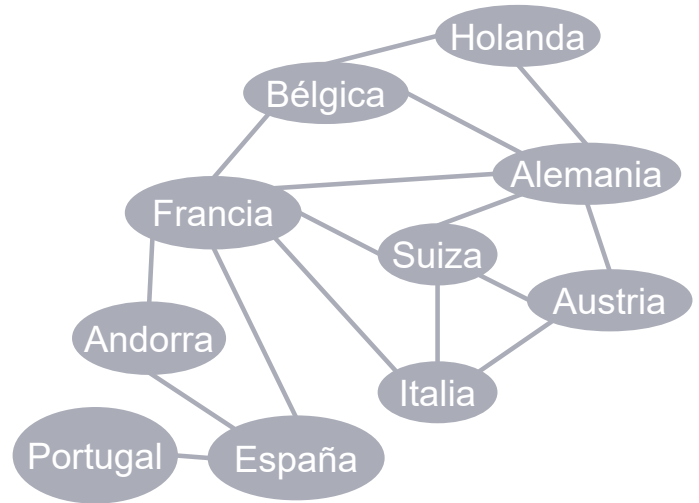 Holanda
Bélgica
Alemania
Francia
Suiza
Austria
Andorra
Italia
Portugal
España